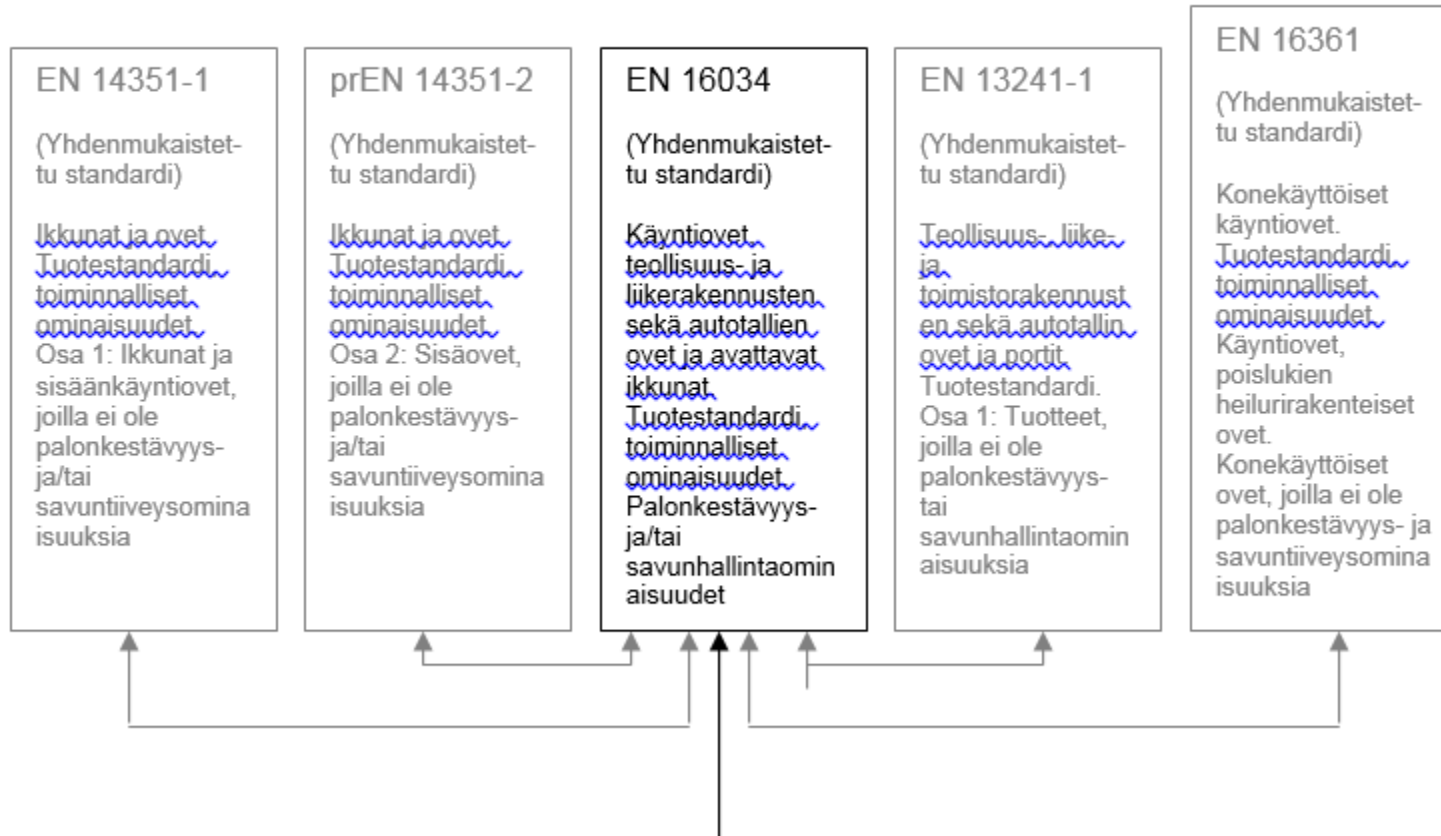 EN 14351-1
(Yhdenmukaistet-
tu standardi)
Ikkunat ja ovet.
Tuotestandardi,
toiminnalliset
ominaisuudet.
Osa 1: Ikkunat ja
sisäänkäyntiovet,
joilla ei ole
palonkestävyys-
ja/tai
savuntiiveysomina
isuuksia
prEN 14351-2
(Yhdenmukaistet-
tu standardi)
Ikkunat ja ovet.
Tuotestandardi,
toiminnalliset
ominaisuudet.
Osa 2: Sisäovet,
joilla ei ole
palonkestävyys-
ja/tai
savuntiiveysomina
isuuksia
EN 16034
(Yhdenmukaistet-
tu standardi)
Käyntiovet,
teollisuus- ja
liikerakennusten
sekä autotallien
ovet ja avattavat
ikkunat.
Tuotestandardi,
toiminnalliset
ominaisuudet.
Palonkestävyys-
ja/tai
savunhallintaomin
aisuudet
EN 13241-1
(Yhdenmukaistet-
tu standardi)
Teollisuus-, liike-
ja
toimistorakennust
en sekä autotallin
ovet ja portit.
Tuotestandardi.
Osa 1: Tuotteet,
joilla ei ole
palonkestävyys-
tai
savunhallintaomin
aisuuksia
EN 16361
(Yhdenmukaistet-
tu standardi)
Konekäyttöiset
käyntiovet.
Tuotestandardi,
toiminnalliset
ominaisuudet.
Käyntiovet,
poislukien
heilurirakenteiset
ovet.
Konekäyttöiset
ovet, joilla ei ole
palonkestävyys- ja
savuntiiveysomina
isuuksia